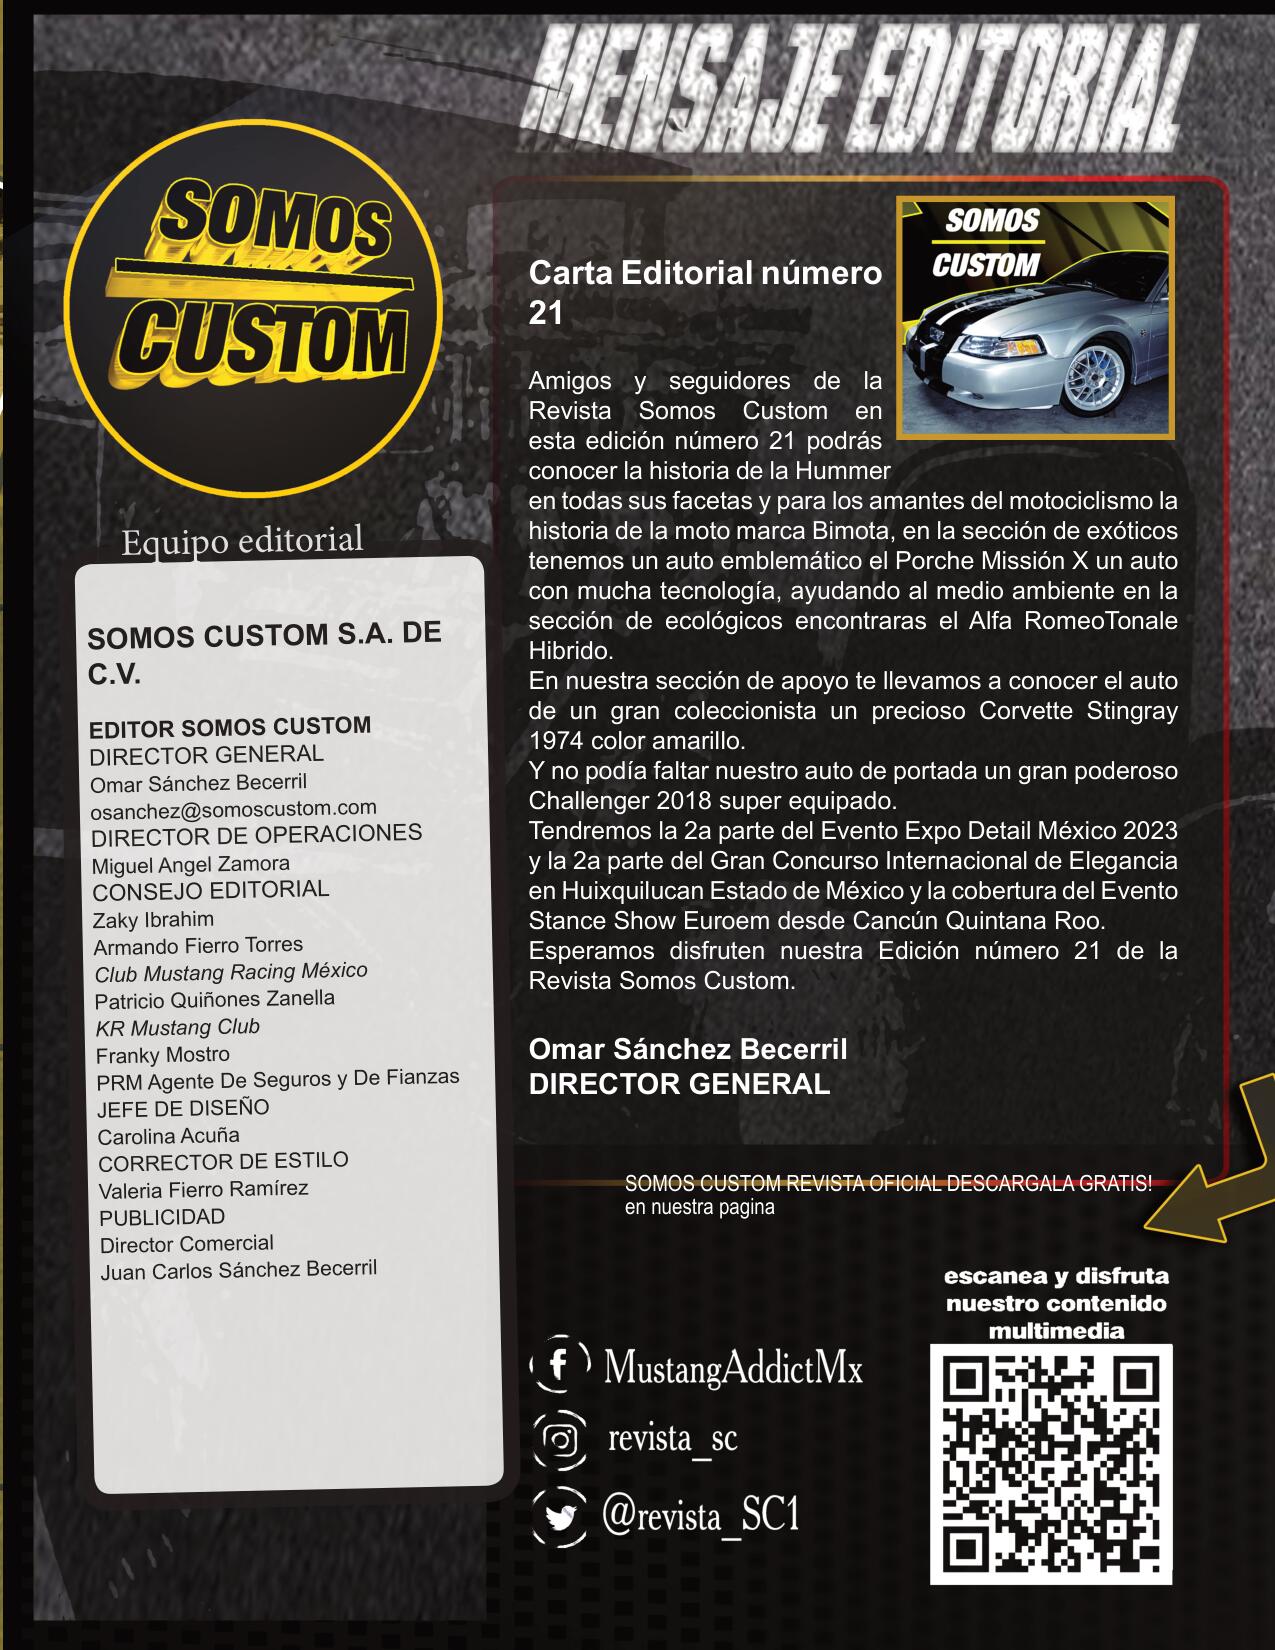 MENSAJE EDITORIAL
SOMOS
CUSTOM
Equipo editorial
SOMOS CUSTOM S.A. DE
C.V.
EDITOR SOMOS CUSTOM
DIRECTOR GENERAL
Omar Sánchez Becerril
osanchez@somoscustom.com
DIRECTOR DE OPERACIONES
Miguel Angel Zamora
CONSEJO EDITORIAL
Zaky Ibrahim
Armando Fierro Torres
Club Mustang Racing México
Patricio Quiñones Zanella
KR Mustang Club
Franky Mostro
PRM Agente De Seguros y De Fianzas
JEFE DE DISEÑO
Carolina Acuña
CORRECTOR DE ESTILO
Valeria Fierro Ramírez
PUBLICIDAD
Director Comercial
Juan Carlos Sánchez Becerril
SOMOS
CUSTOM
Carta Editorial número
21
Amigos y seguidores de la
Revista Somos Custom en
esta edición número 21 podrás
conocer la historia de la Hummer
en todas sus facetas y para los amantes del motociclismo la
historia de la moto marca Bimota, en la sección de exóticos
tenemos un auto emblemático el Porche Missión X un auto
con mucha tecnología, ayudando al medio ambiente en la
sección de ecológicos encontraras el Alfa RomeoTonale
Hibrido.
En nuestra sección de apoyo te llevamos a conocer el auto
de un gran coleccionista un precioso Corvette Stingray
1974 color amarillo.
Y no podía faltar nuestro auto de portada un gran poderoso
Challenger 2018 super equipado.
Tendremos la 2a parte del Evento Expo Detail México 2023
y la 2a parte del Gran Concurso Internacional de Elegancia
en Huixquilucan Estado de México y la cobertura del Evento
Stance Show Euroem desde Cancún Quintana Roo.
Esperamos disfruten nuestra Edición número 21 de la
Revista Somos Custom.
Omar Sánchez Becerril
DIRECTOR GENERAL
SOMOS CUSTOM REVISTA OFICIAL DESCARGALA GRATIS!
en nuestra pagina
escanea y disfruta
nuestro contenido
multimedia
MustangAddictMx
revista_sc
@revista_SC1